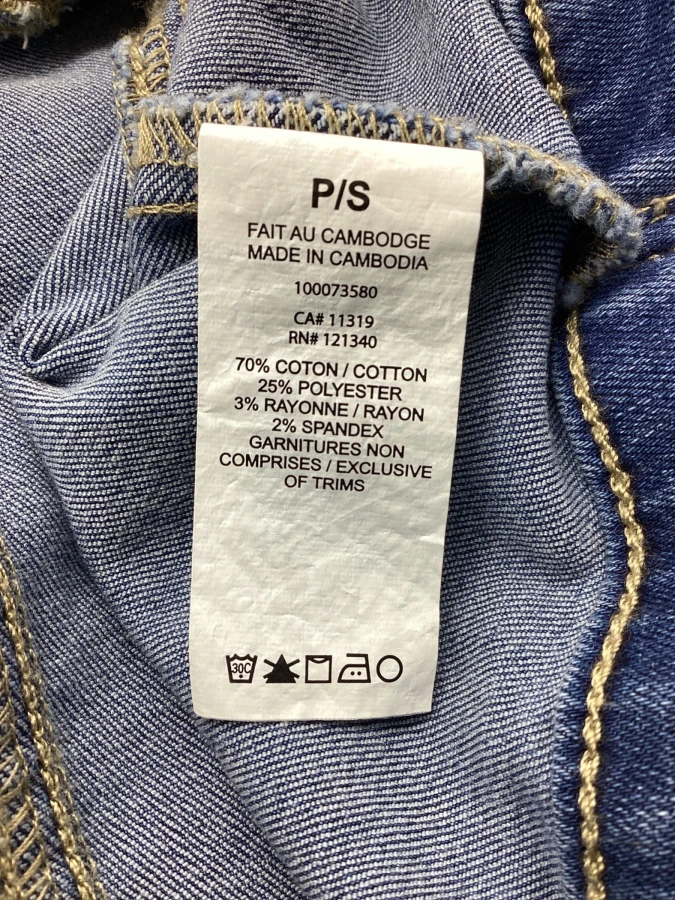 P/S
FAIT AU CAMBODGE
MADE IN CAMBODIA
100073580
CA# 11319
RN# 121340
70% COTON / COTTON
25% POLYESTER
3% RAYONNE / RAYON
2% SPANDEX
GARNITURES NON
COMPRISES / EXCLUSIVE
OF TRIMS
30C